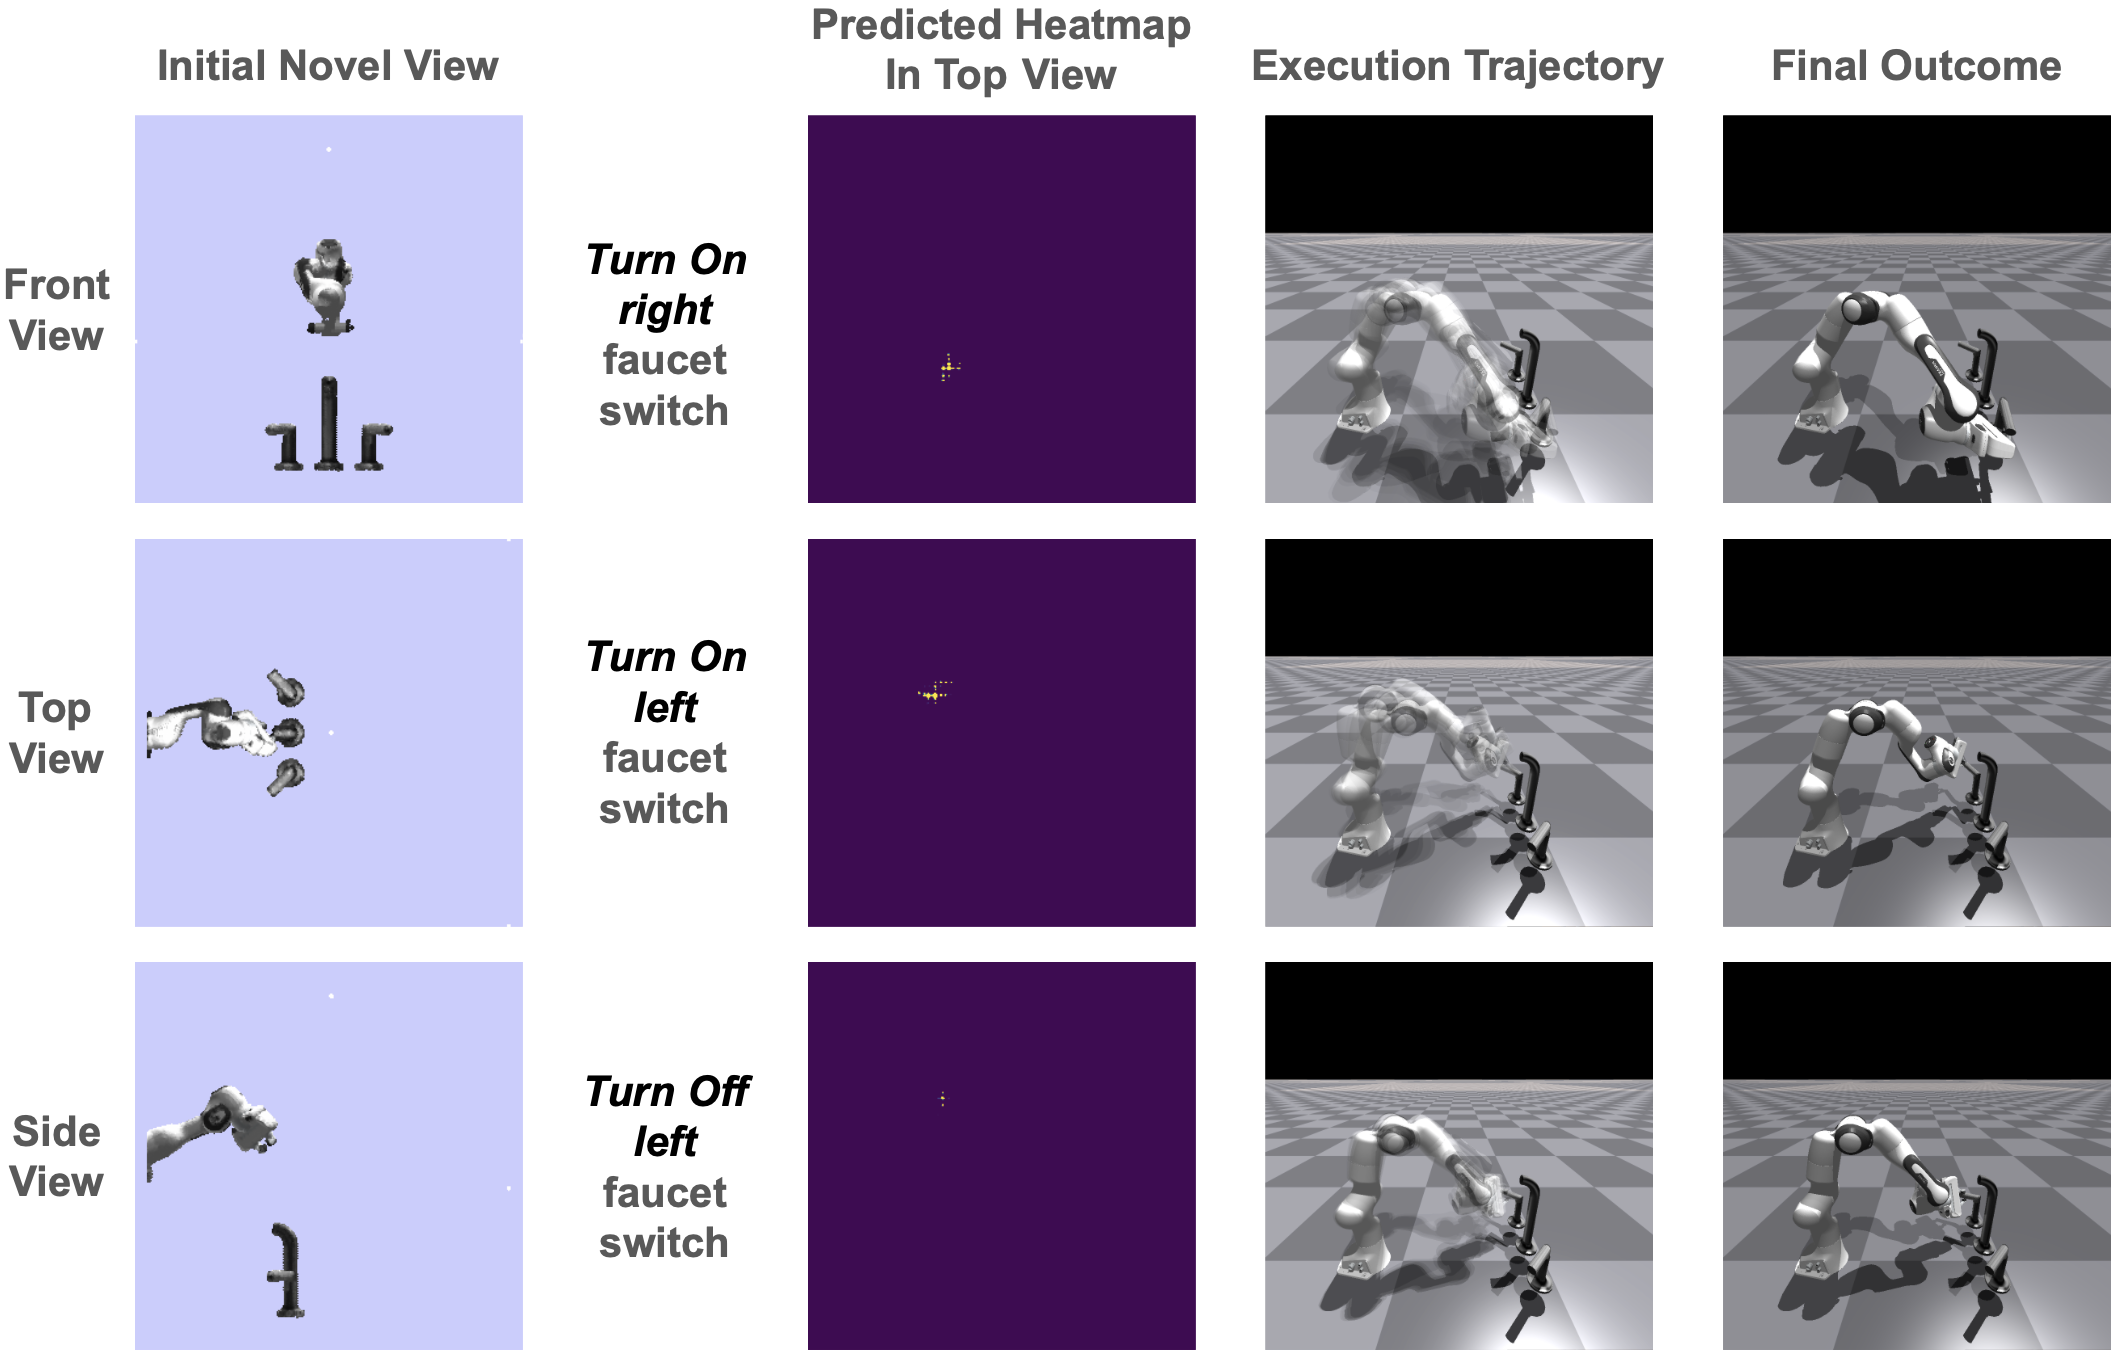 Initial Novel View
Predicted Heatmap
In Top View
Execution Trajectory
Final Outcome
Front
View
Turn On
right
faucet
switch
Top
View
Turn On
left
faucet
switch
Side
View
Turn Off
left
faucet
switch